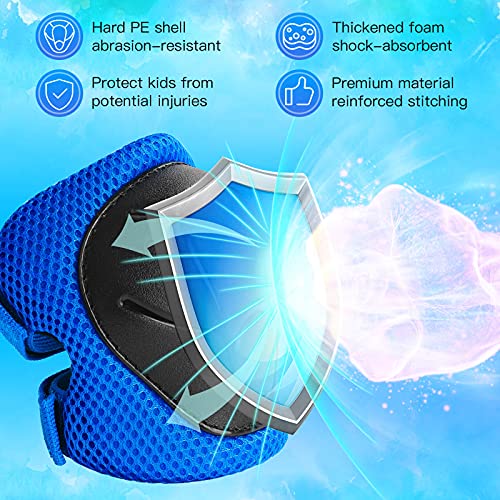 Hard PE shell
abrasion-resistant
Thickened foam
shock-absorbent
Protect kids from
potential injuries
Premium material
reinforced stitching